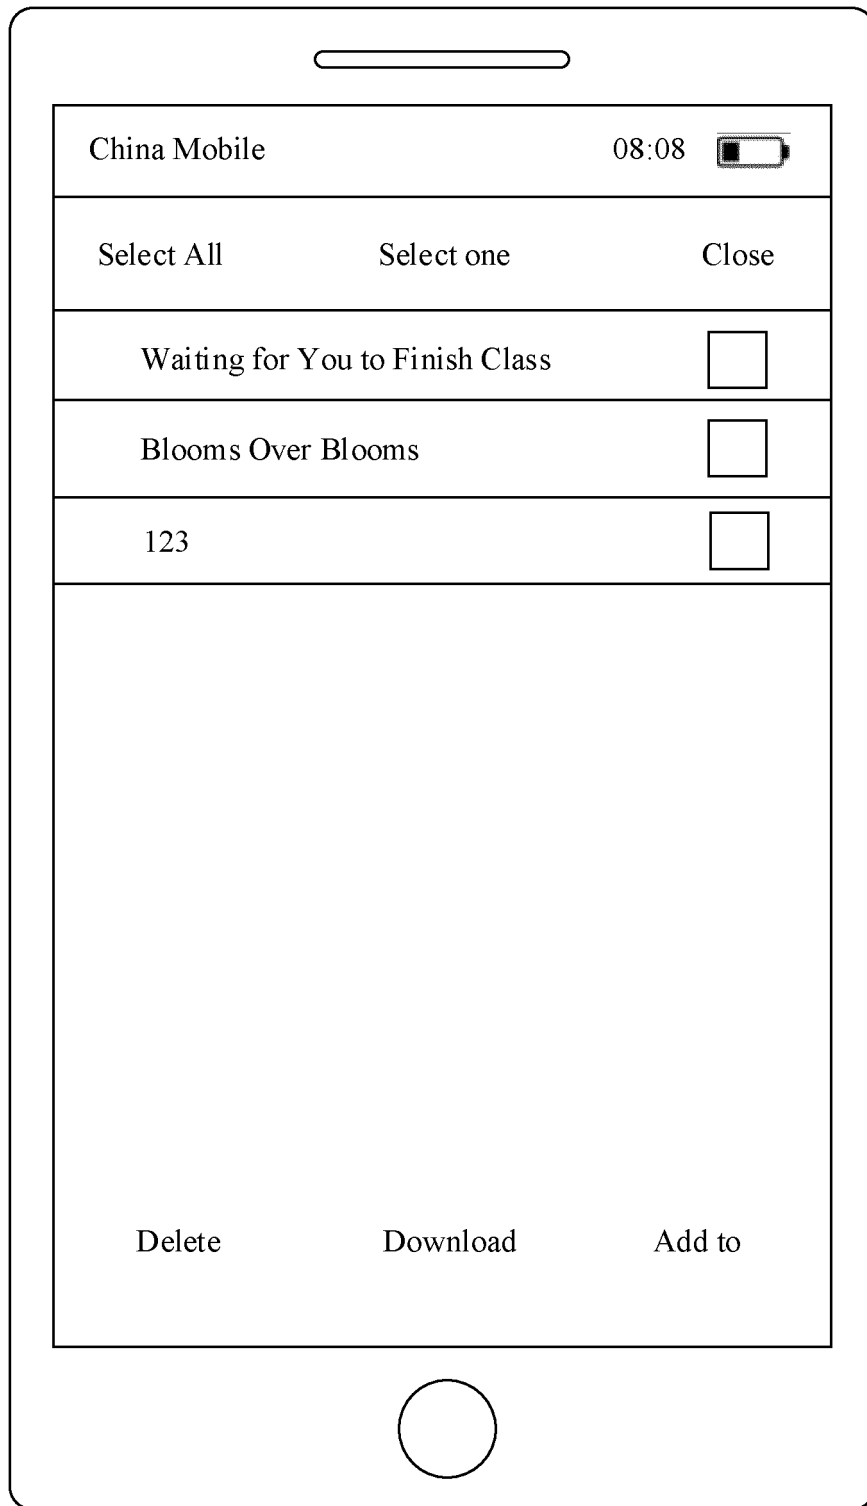 China Mobile 08:08
Select All Select one Close
Waiting for You to Finish Class
Blooms Over Blooms
123
Delete Download Add to